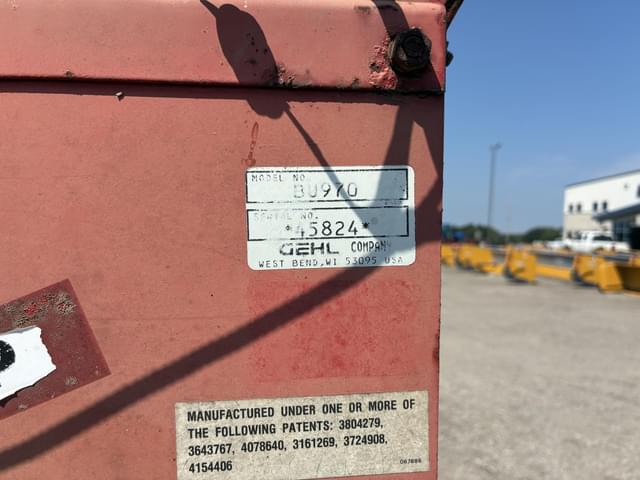 MODEL NO.
BU970
SERIAL NO.
*45824*
GEHL COMPANY
WEST BEND, WI 53095 USA
MANUFACTURED UNDER ONE OR MORE OF
THE FOLLOWING PATENTS: 3804279,
3643767, 4078640, 3161269, 3724908,
4154406